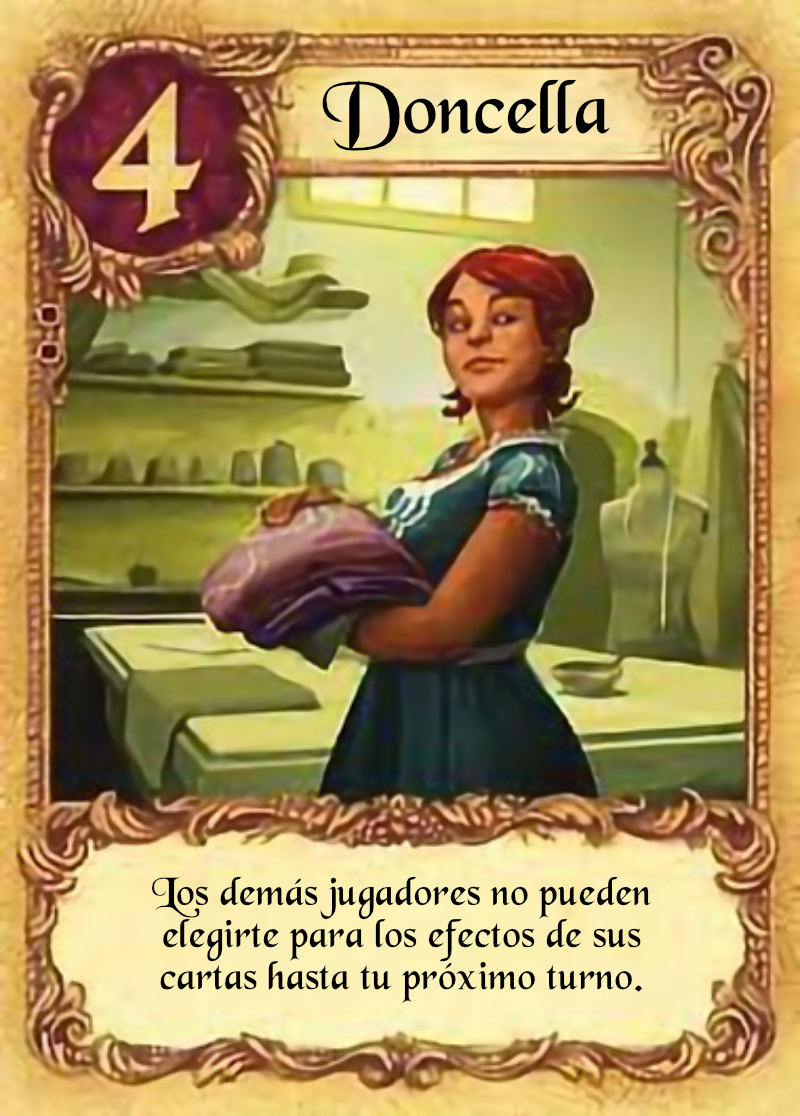 4
Doncella
Los demás jugadores no pueden
elegirte para los efectos de sus
cartas hasta tu próximo turno.